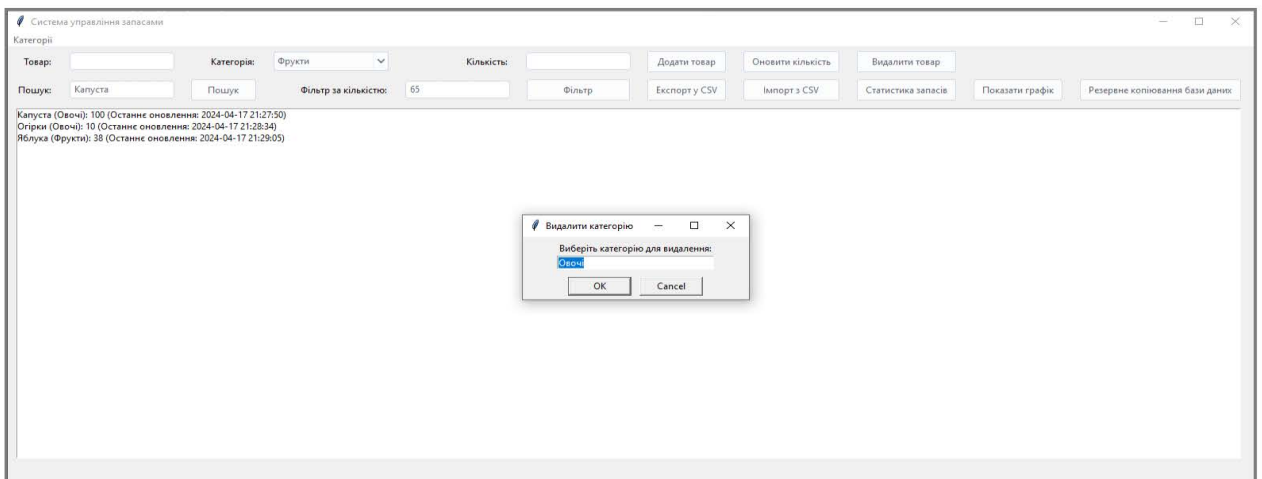 Система управління запасами
Категорії
Товар: Категорія: Фрукти Кількість: Додати товар Оновити кількість Видалити товар
Пошук: Капуста Пошук Фільтр за кількістю: 65 Фільтр Експорт у CSV Імпорт з CSV Статистика запасів Показати графік Резервне копіювання бази даних
Капуста (Овочі): 100 (Останнє оновлення: 2024-04-17 21:27:50)
Огірки (Овочі): 10 (Останнє оновлення: 2024-04-17 21:28:34)
Яблука (Фрукти): 38 (Останнє оновлення: 2024-04-17 21:29:05)
Видалити категорію
Виберіть категорію для видалення:
Овочі
OK Cancel